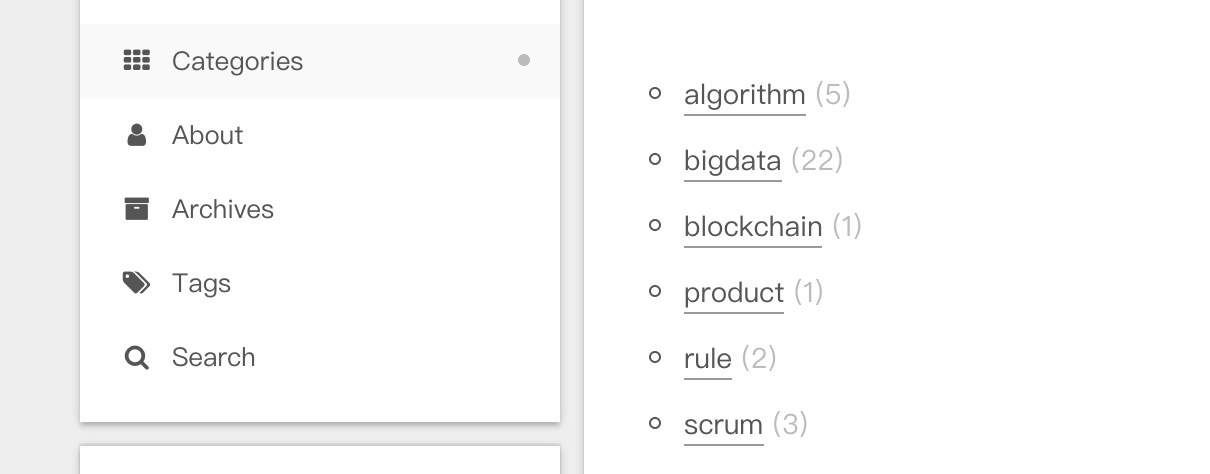 Categories
About
Archives
Tags
Search
algorithm (5)
bigdata (22)
blockchain (1)
product (1)
rule (2)
scrum (3)